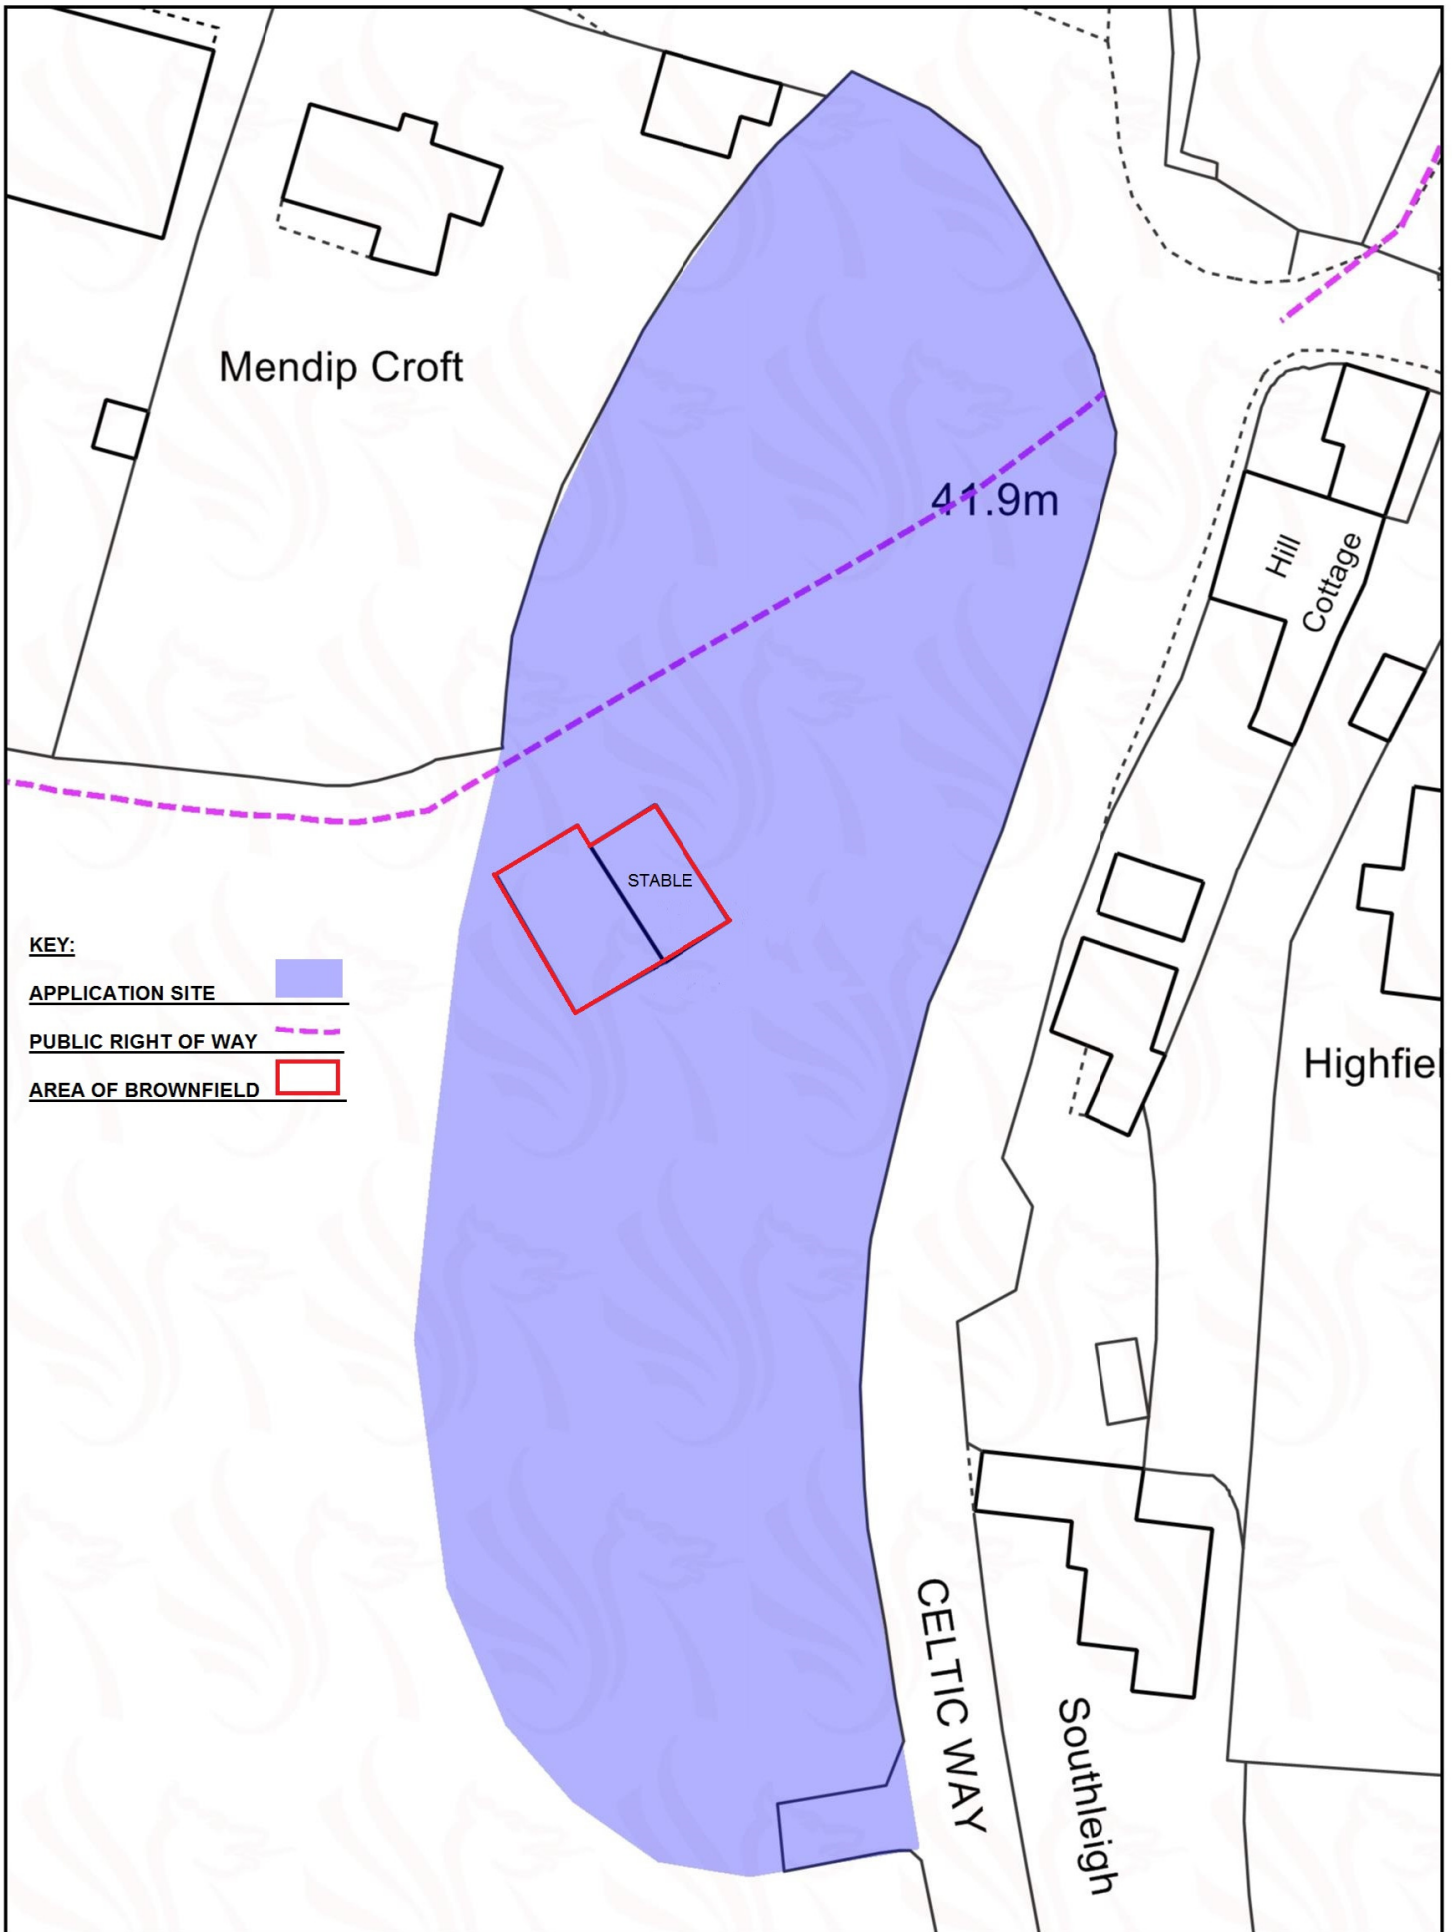 Mendip Croft
41.9m
Hill
Cottage
STABLE
KEY:
APPLICATION SITE
PUBLIC RIGHT OF WAY
AREA OF BROWNFIELD
Highfiel
CELTIC WAY
Southleigh